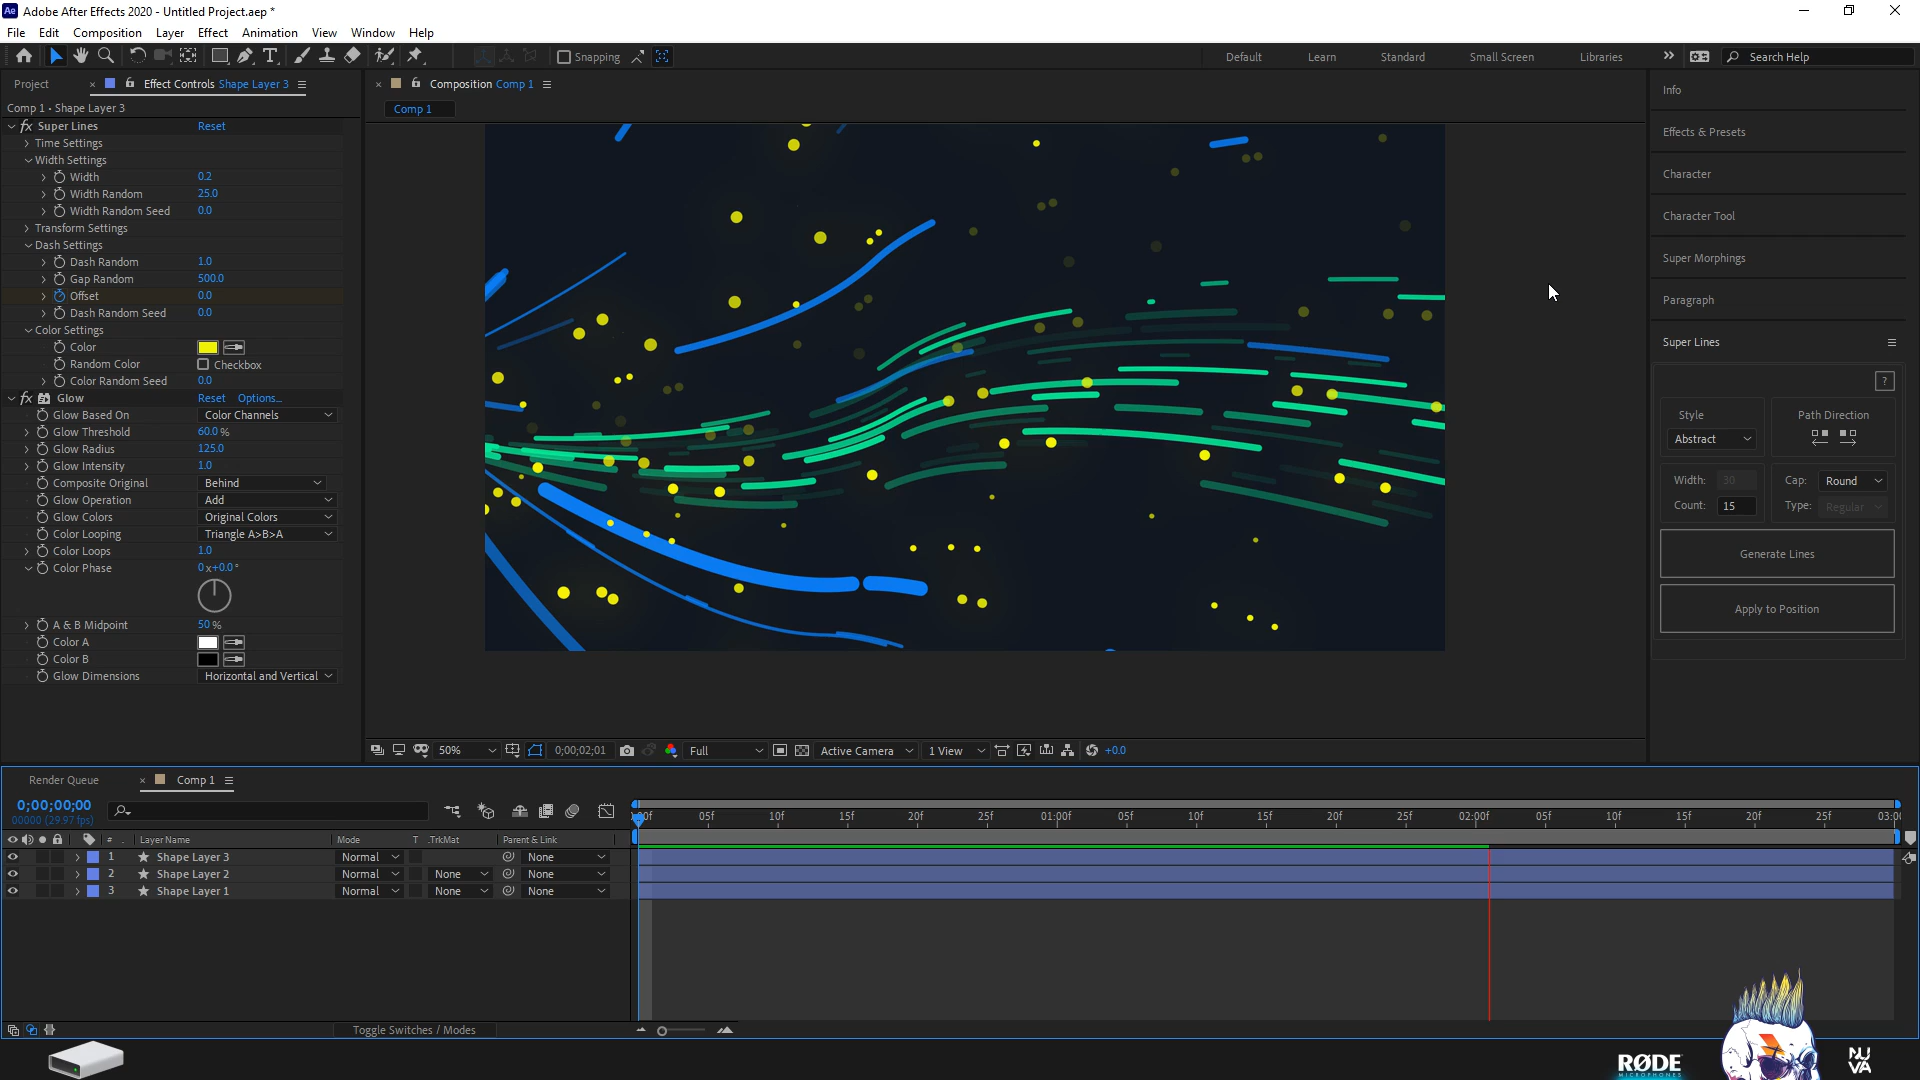 Ae Adobe After Effects 2020 - Untitled Project.aep *
File Edit Composition Layer Effect Animation View Window Help
Snapping Default Learn Standard Small Screen Libraries Search Help
Project Effect Controls Shape Layer 3
Composition Comp 1
Info
Comp 1 • Shape Layer 3
Comp 1
fx Super Lines Reset
Time Settings
Width Settings
Width 0.2
Width Random 25.0
Width Random Seed 0.0
Transform Settings
Dash Settings
Dash Random 1.0
Gap Random 500.0
Offset 0.0
Dash Random Seed 0.0
Color Settings
Color
Random Color Checkbox
Color Random Seed 0.0
fx Glow Reset Options...
Glow Based On Color Channels
Glow Threshold 60.0 %
Glow Radius 125.0
Glow Intensity 1.0
Composite Original Behind
Glow Operation Add
Glow Colors Original Colors
Color Looping Triangle A>B>A
Color Loops 1.0
Color Phase 0 x+0.0 °
A & B Midpoint 50 %
Color A
Color B
Glow Dimensions Horizontal and Vertical
Effects & Presets
Character
Character Tool
Super Morphings
Paragraph
Super Lines
?
Style Path Direction
Abstract
Width: 30 Cap: Round
Count: 15 Type: Regular
Generate Lines
Apply to Position
50% 0;00;02;01 Full Active Camera 1 View +0.0
Render Queue Comp 1
0;00;00;00
00000 (29.97 fps)
:00f 05f 10f 15f 20f 25f 01:00f 05f 10f 15f 20f 25f 02:00f 05f 10f 15f 20f 25f 03:0
# . Layer Name Mode T .TrkMat Parent & Link
1 Shape Layer 3 Normal None
2 Shape Layer 2 Normal None None
3 Shape Layer 1 Normal None None
Toggle Switches / Modes
RØDE
MICROPHONES
NU
VA